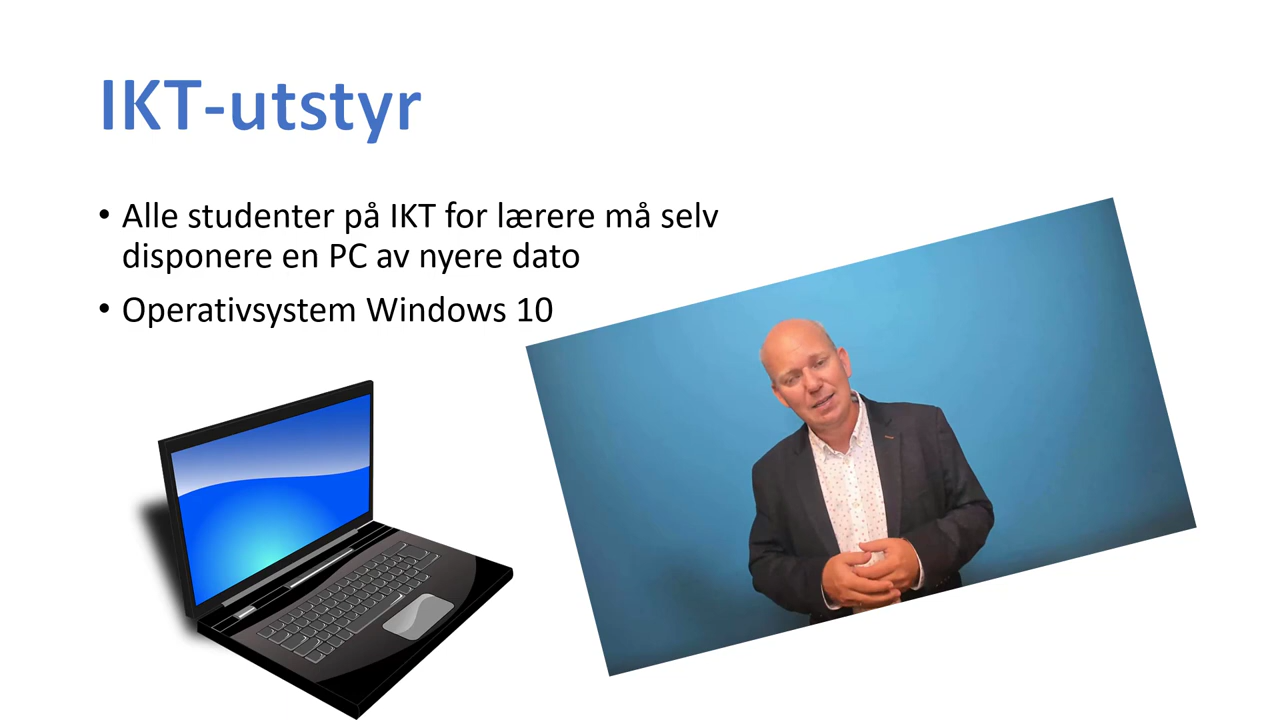 IKT-utstyr
• Alle studenter på IKT for lærere må selv
disponere en PC av nyere dato
• Operativsystem Windows 10